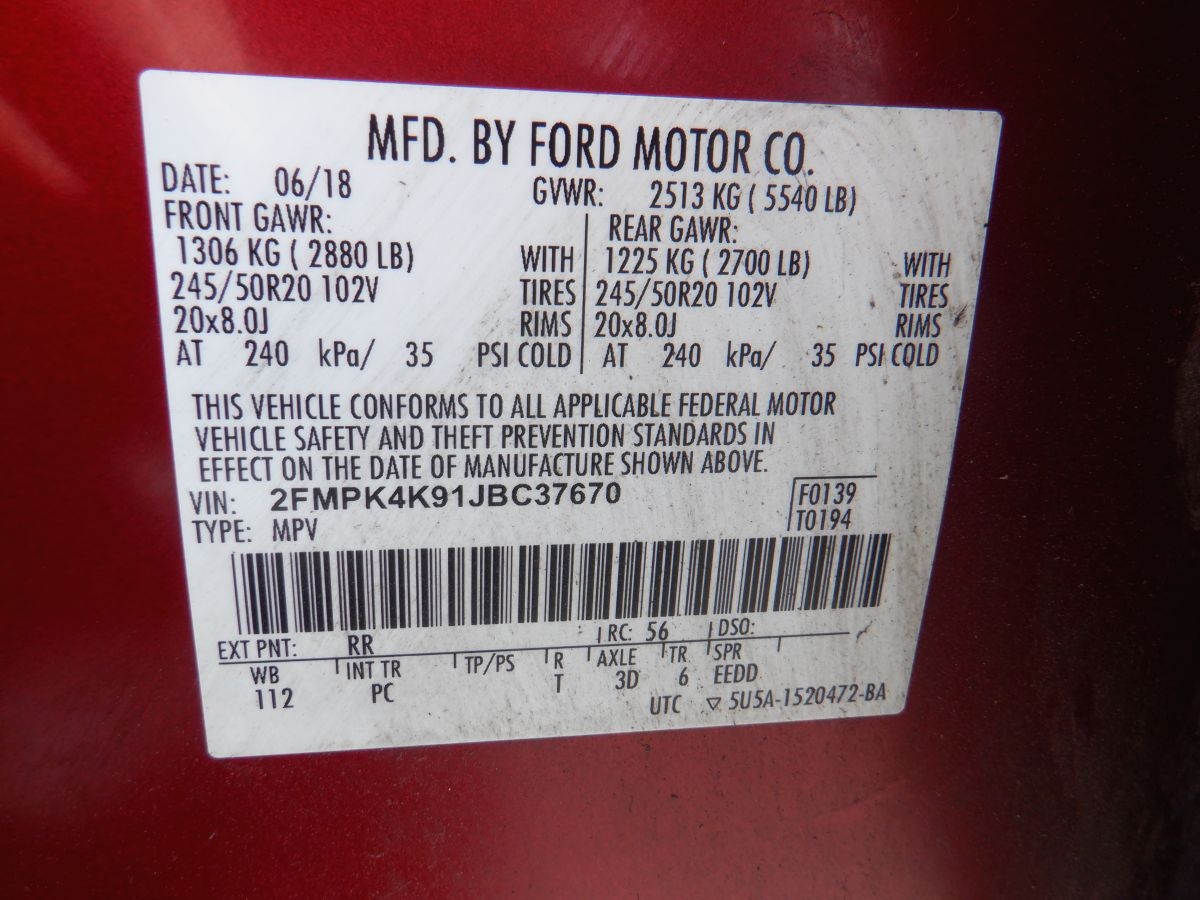 MFD. BY FORD MOTOR CO.
DATE: 06/18 GVWR: 2513 KG ( 5540 LB)
FRONT GAWR: REAR GAWR:
1306 KG ( 2880 LB) WITH 1225 KG ( 2700 LB) WITH
245/50R20 102V TIRES 245/50R20 102V TIRES
20x8.0J RIMS 20x8.0J RIMS
AT 240 kPa/ 35 PSI COLD AT 240 kPa/ 35 PSI COLD
THIS VEHICLE CONFORMS TO ALL APPLICABLE FEDERAL MOTOR
VEHICLE SAFETY AND THEFT PREVENTION STANDARDS IN
EFFECT ON THE DATE OF MANUFACTURE SHOWN ABOVE.
VIN: 2FMPK4K91JBC37670 F0139
TYPE: MPV T0194
EXT PNT: RR RC: 56 DSO:
WB INT TR TP/PS R AXLE TR SPR
112 PC T 3D 6 EEDD
UTC ▽ 5U5A-1520472-BA